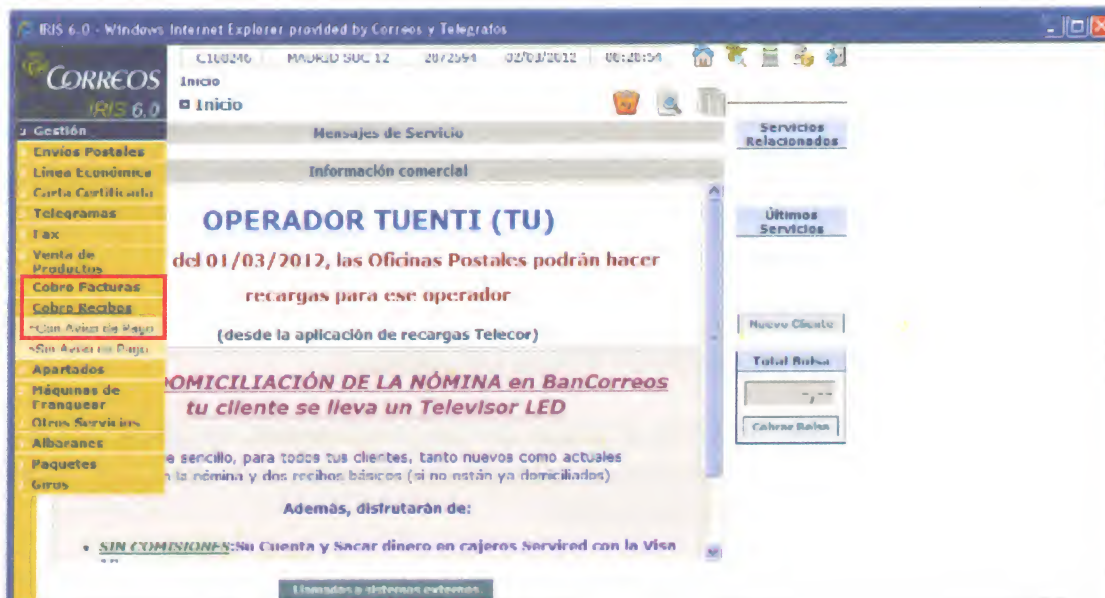 IRIS 6.0 - Windows Internet Explorer provided by Correos y Telegrafos
C160246 MADRID SUC 12 2872594 02/03/2012 08:28:54
CORREOS
IRIS 6.0
Inicio
Inicio
Gestión
Envíos Postales
Línea Económica
Carta Certificada
Telegramas
Fax
Venta de
Productos
Cobro Facturas
Cobro Recibos
Con Aviso de Pago
Sin Aviso de Pago
Apartados
Máquinas de
Franquear
Otros Servicios
Albaranes
Paquetes
Giros
Mensajes de Servicio
Información comercial
OPERADOR TUENTI (TU)
del 01/03/2012, las Oficinas Postales podrán hacer
recargas para ese operador
(desde la aplicación de recargas Telecor)
OMICILIACIÓN DE LA NÓMINA en BanCorreos
tu cliente se lleva un Televisor LED
e sencillo, para todos tus clientes, tanto nuevos como actuales
la nómina y dos recibos básicos (si no están ya domiciliados)
Además, disfrutarán de:
• SIN COMISIONES:Su Cuenta y Sacar dinero en cajeros Servired con la Visa
Llamadas a sistemas externos
Servicios
Relacionados
Últimos
Servicios
Nuevo Cliente
Total Bolsa
-,--
Cobrar Bolsa